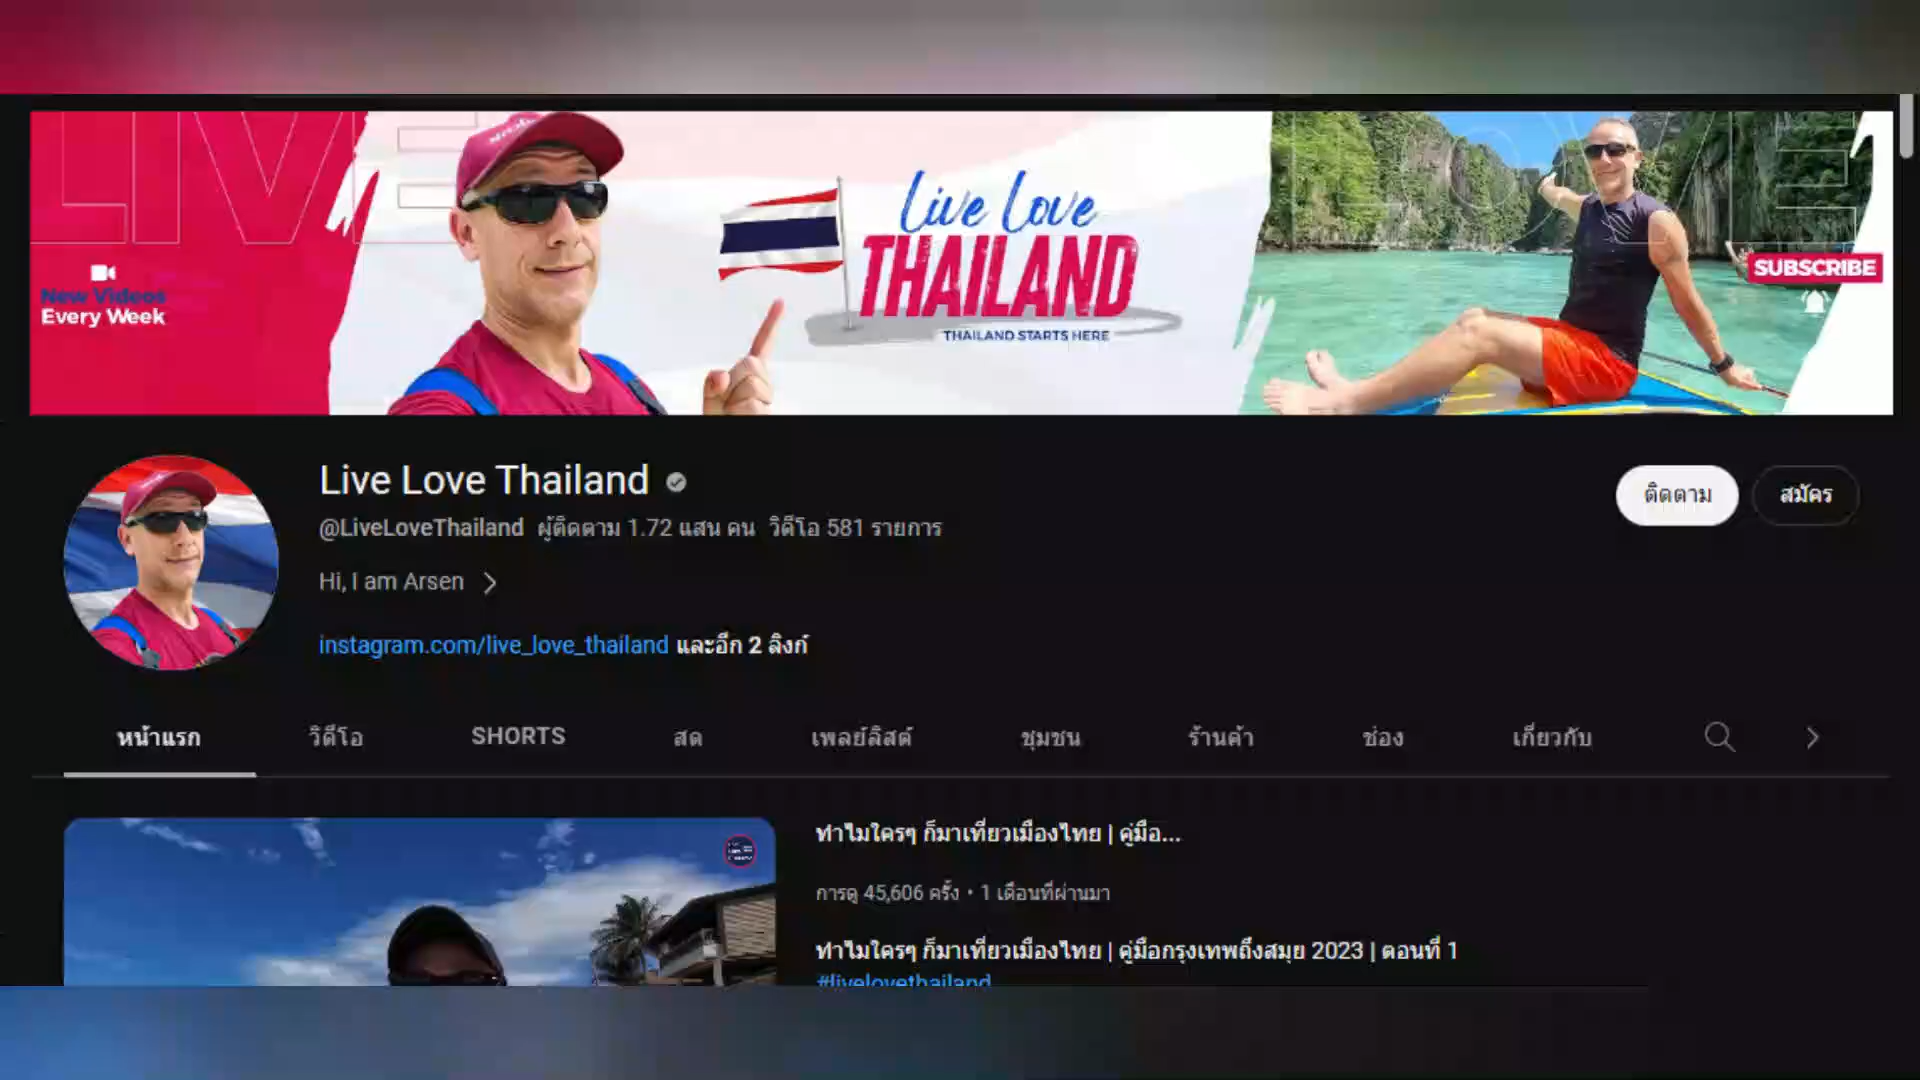 LIVE
LOVE
New Videos
Every Week
Live Love
THAILAND
THAILAND STARTS HERE
SUBSCRIBE
Live Love Thailand
@LiveLoveThailand ผู้ติดตาม 1.72 แสน คน วิดีโอ 581 รายการ
ติดตาม
สมัคร
Hi, I am Arsen
instagram.com/live_love_thailand และอีก 2 ลิงก์
หน้าแรก วิดีโอ SHORTS สด เพลย์ลิสต์ ชุมชน ร้านค้า ช่อง เกี่ยวกับ
ทำไมใครๆ ก็มาเที่ยวเมืองไทย | คู่มือ...
การดู 45,606 ครั้ง • 1 เดือนที่ผ่านมา
ทำไมใครๆ ก็มาเที่ยวเมืองไทย | คู่มือกรุงเทพถึงสมุย 2023 | ตอนที่ 1
#livelovethailand